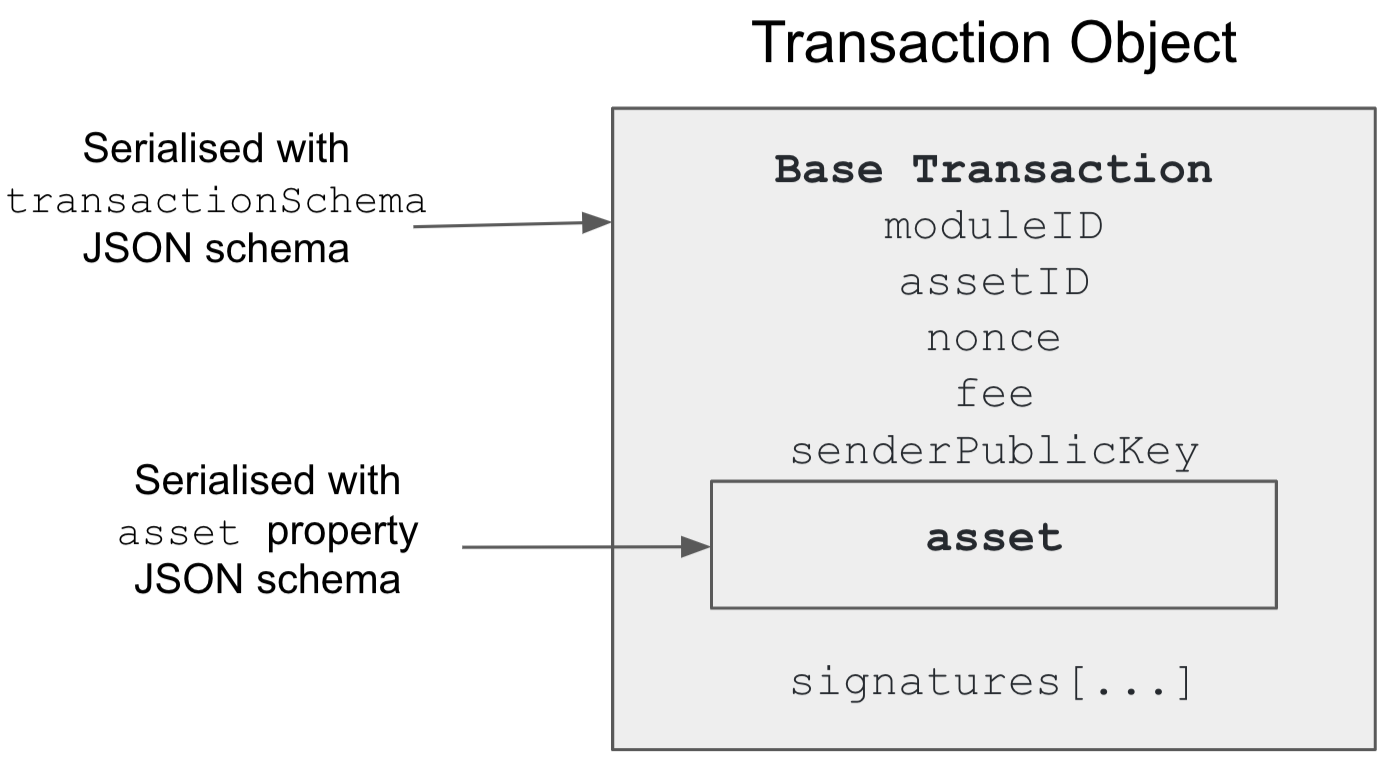 Transaction Object
Serialised with
transactionSchema
JSON schema
Base Transaction
moduleID
assetID
nonce
fee
senderPublicKey
Serialised with
asset property
JSON schema
asset
signatures[...]